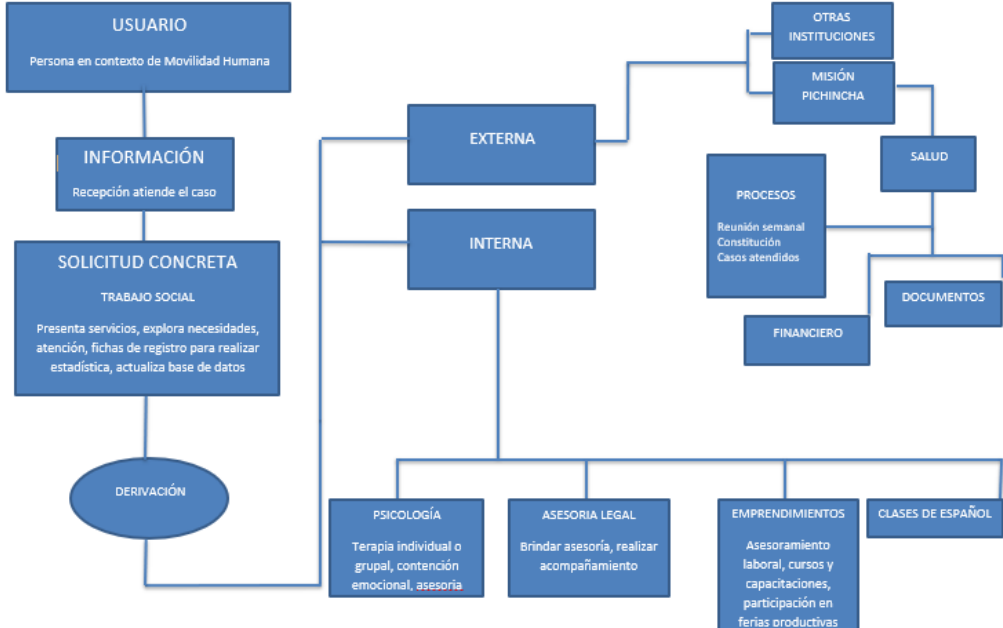 USUARIO
Persona en contexto de Movilidad Humana
INFORMACIÓN
Recepción atiende el caso
SOLICITUD CONCRETA
TRABAJO SOCIAL
Presenta servicios, explora necesidades,
atención, fichas de registro para realizar
estadística, actualiza base de datos
DERIVACIÓN
EXTERNA
INTERNA
OTRAS
INSTITUCIONES
MISIÓN
PICHINCHA
SALUD
PROCESOS
Reunión semanal
Constitución
Casos atendidos
DOCUMENTOS
FINANCIERO
PSICOLOGÍA
Terapia individual o
grupal, contención
emocional, asesoria
ASESORIA LEGAL
Brindar asesoría, realizar
acompañamiento
EMPRENDIMIENTOS
Asesoramiento
laboral, cursos y
capacitaciones,
participación en
ferias productivas
CLASES DE ESPAÑOL